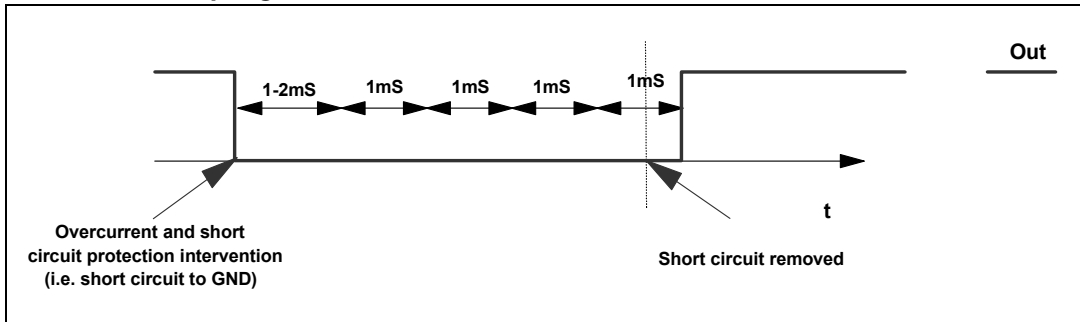 Out
1-2mS 1mS 1mS 1mS 1mS
t
Overcurrent and short
circuit protection intervention
(i.e. short circuit to GND)
Short circuit removed